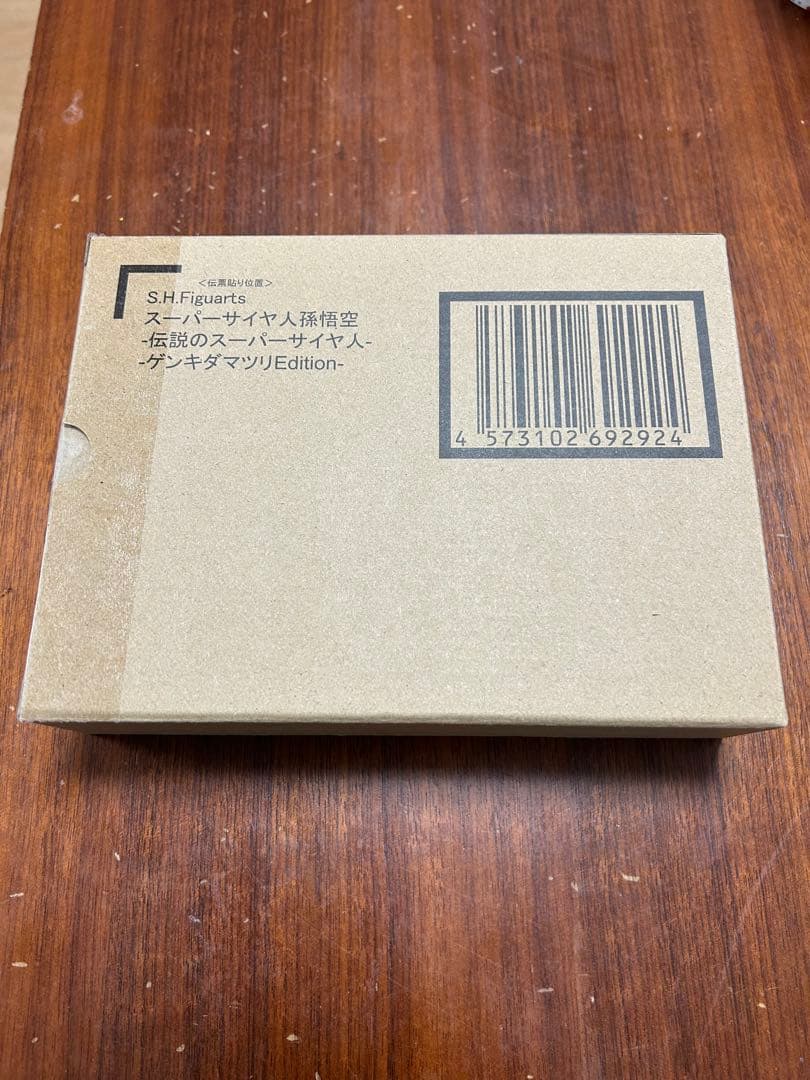 <伝票貼り位置>
S.H.Figuarts
スーパーサイヤ人孫悟空
-伝説のスーパーサイヤ人-
-ゲンキダマツリEdition-
4 573102 692924